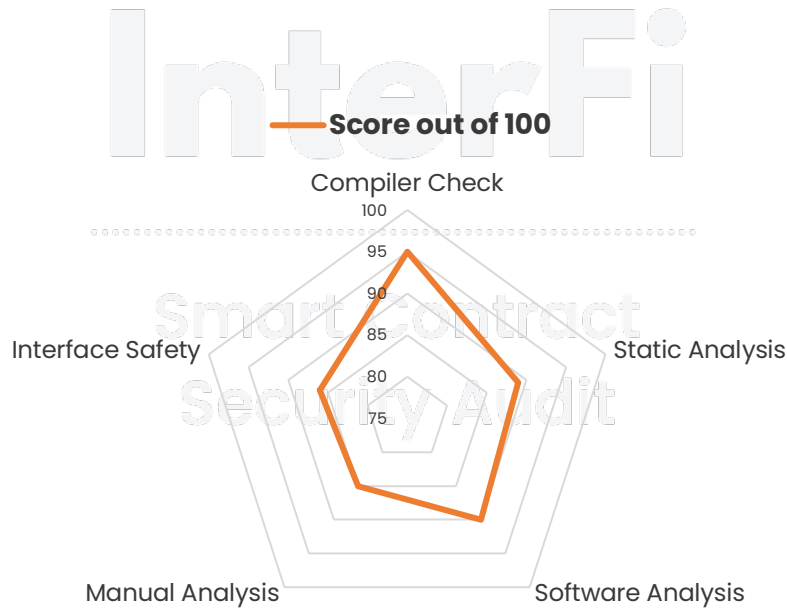 InterFi
Score out of 100
Compiler Check
100
95
90
Smart Contract
85
Interface Safety
Static Analysis
80
Security Audit
75
Manual Analysis
Software Analysis